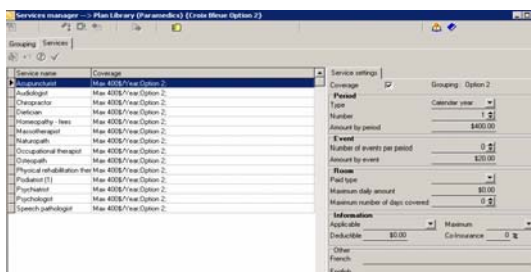 Services manager --> Plan Library (Paramedics) (Croix Bleue Option 2)
Grouping Services
Service name Coverage
Acupuncturist Max 400$/Year;Option 2;
Audiologist Max 400$/Year;Option 2;
Chiropractor Max 400$/Year;Option 2;
Dietician Max 400$/Year;Option 2;
Homeopathy - fees Max 400$/Year;Option 2;
Massotherapist Max 400$/Year;Option 2;
Naturopath Max 400$/Year;Option 2;
Occupational therapist Max 400$/Year;Option 2;
Osteopath Max 400$/Year;Option 2;
Physical rehabilitation ther Max 400$/Year;Option 2;
Podiatrist (1) Max 400$/Year;Option 2;
Psychiatrist Max 400$/Year;Option 2;
Psychologist Max 400$/Year;Option 2;
Speech pathologist Max 400$/Year;Option 2;
Service settings
Coverage Grouping: Option 2
Period
Type Calendar year
Number 1
Amount by period $400.00
Event
Number of events per period 0
Amount by event $20.00
Room
Paid type
Maximum daily amount $0.00
Maximum number of days covered 0
Information
Applicable Maximum
Deductible $0.00 Co-Insurance 0 %
Other
French
English